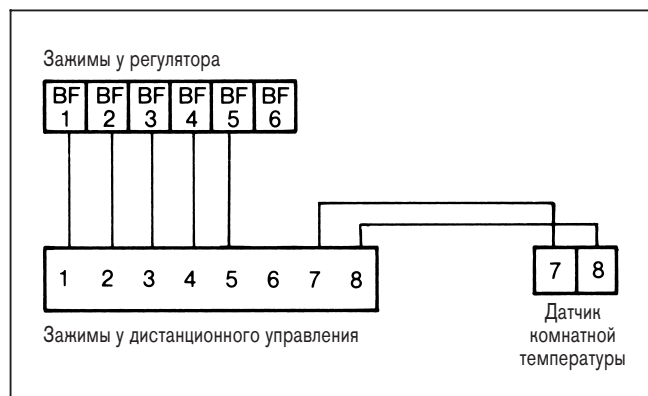 Зажимы у регулятора
BF BF BF BF BF BF
1 2 3 4 5 6
1 2 3 4 5 6 7 8
7 8
Зажимы у дистанционного управления
Датчик
комнатной
температуры